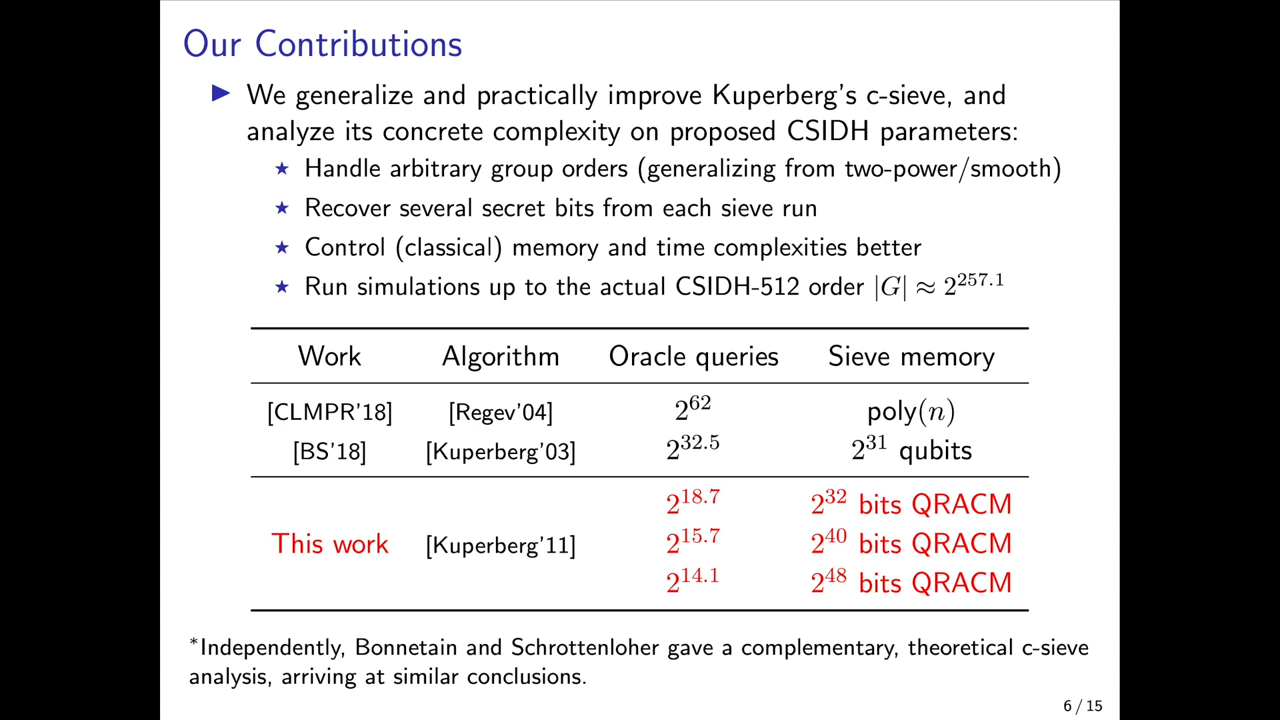 Our Contributions
▶ We generalize and practically improve Kuperberg's c-sieve, and
analyze its concrete complexity on proposed CSIDH parameters:
★ Handle arbitrary group orders (generalizing from two-power/smooth)
★ Recover several secret bits from each sieve run
★ Control (classical) memory and time complexities better
★ Run simulations up to the actual CSIDH-512 order |G| ≈ 2^257.1
Work Algorithm Oracle queries Sieve memory
[CLMPR'18] [Regev'04] 2^62 poly(n)
[BS'18] [Kuperberg'03] 2^32.5 2^31 qubits
2^18.7 2^32 bits QRACM
This work [Kuperberg'11] 2^15.7 2^40 bits QRACM
2^14.1 2^48 bits QRACM
*Independently, Bonnetain and Schrottenloher gave a complementary, theoretical c-sieve
analysis, arriving at similar conclusions.
6 / 15